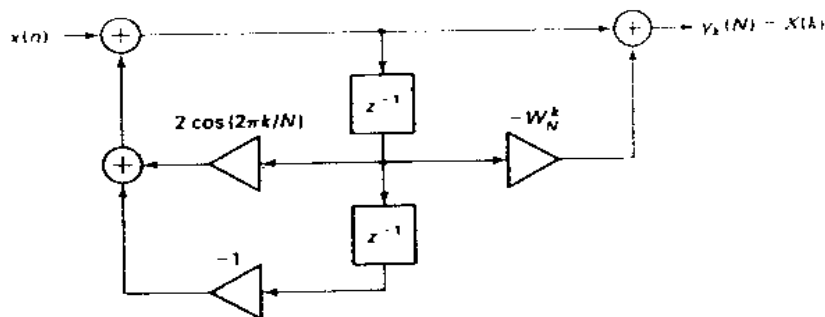 x(n)
+
+
y_k(N) = X(k)
z^{-1}
2 cos(2πk/N)
-W_N^k
+
z^{-1}
-1